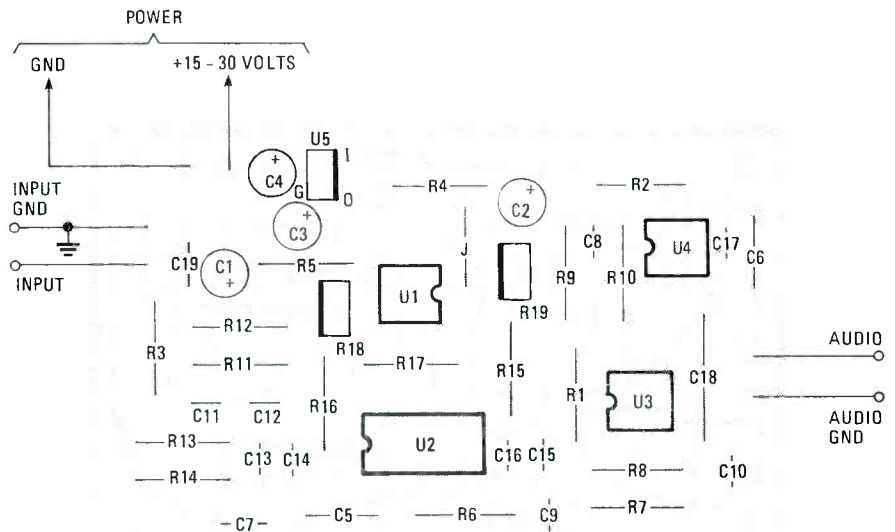 POWER
GND
+15 – 30 VOLTS
U5
I
+
C4
G
O
R4
+
C2
R2
INPUT
GND
+
C3
J
C8
U4
C17
C6
INPUT
C19
C1
+
R5
R9
R10
U1
R19
R12
R18
R3
R11
R17
R15
R1
C18
AUDIO
C11
C12
R16
U3
AUDIO
GND
R13
U2
C13
C14
C16
C15
R8
C10
R14
C7
C5
R6
C9
R7